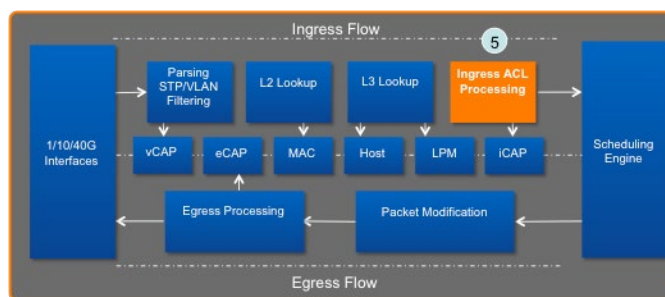 Ingress Flow
5
1/10/40G
Interfaces
Parsing
STP/VLAN
Filtering
L2 Lookup
L3 Lookup
Ingress ACL
Processing
Scheduling
Engine
vCAP
eCAP
MAC
Host
LPM
iCAP
Egress Processing
Packet Modification
Egress Flow